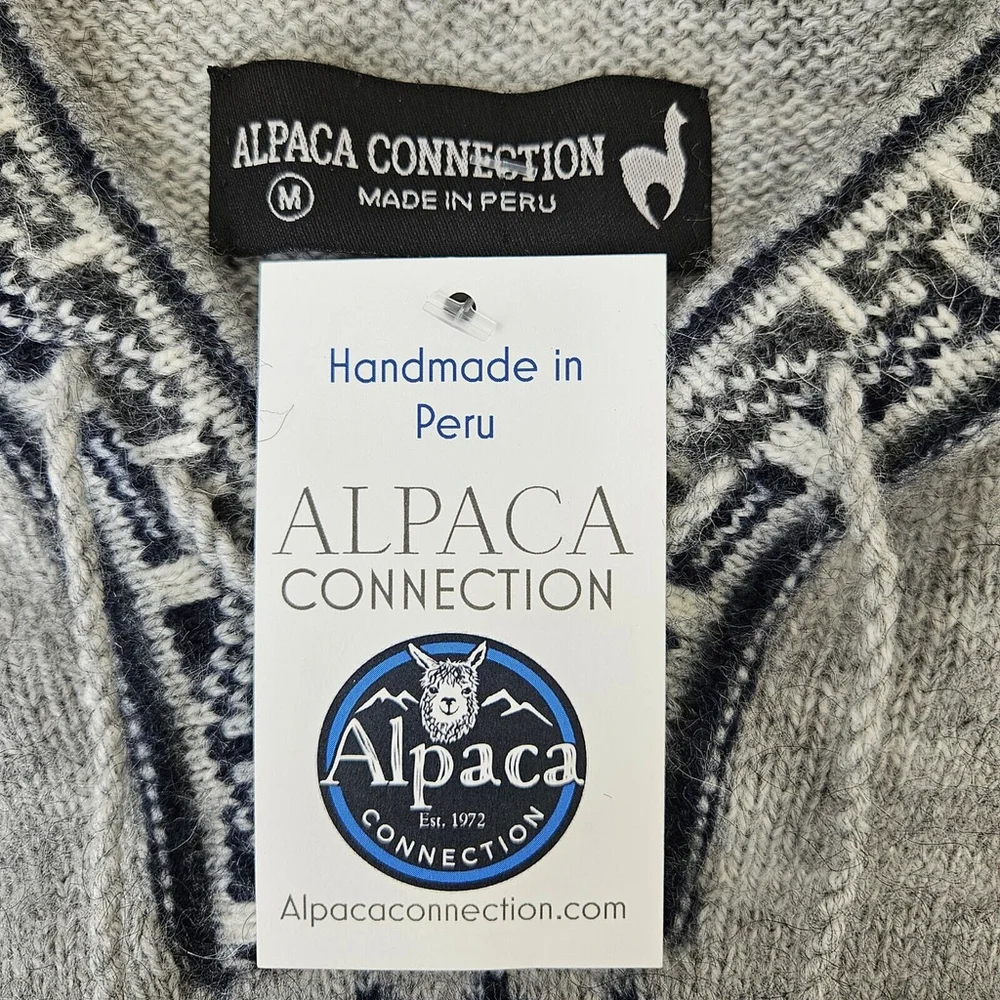 ALPACA CONNECTION
M MADE IN PERU
Handmade in
Peru
ALPACA
CONNECTION
Alpaca
Est. 1972
CONNECTION
Alpacaconnection.com